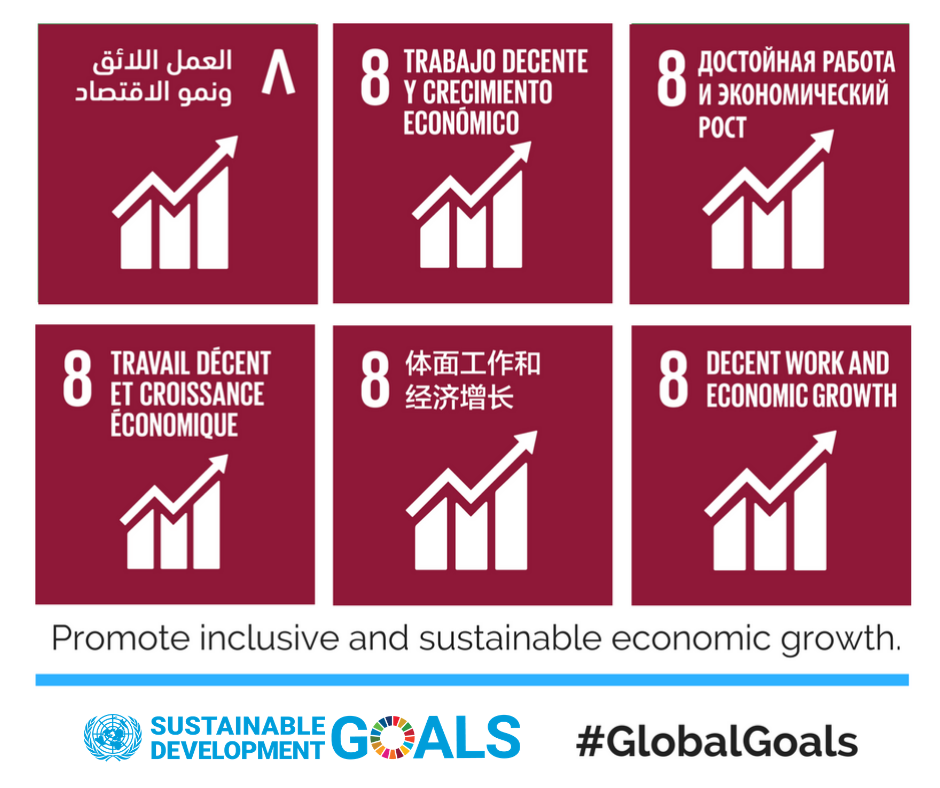 العمل اللائق
ونمو الاقتصاد
٨
8
TRABAJO DECENTE
Y CRECIMIENTO
ECONÓMICO
8
ДОСТОЙНАЯ РАБОТА
И ЭКОНОМИЧЕСКИЙ
РОСТ
8
TRAVAIL DÉCENT
ET CROISSANCE
ÉCONOMIQUE
8
体面工作和
经济增长
8
DECENT WORK AND
ECONOMIC GROWTH
Promote inclusive and sustainable economic growth.
SUSTAINABLE
DEVELOPMENT
GOALS
#GlobalGoals